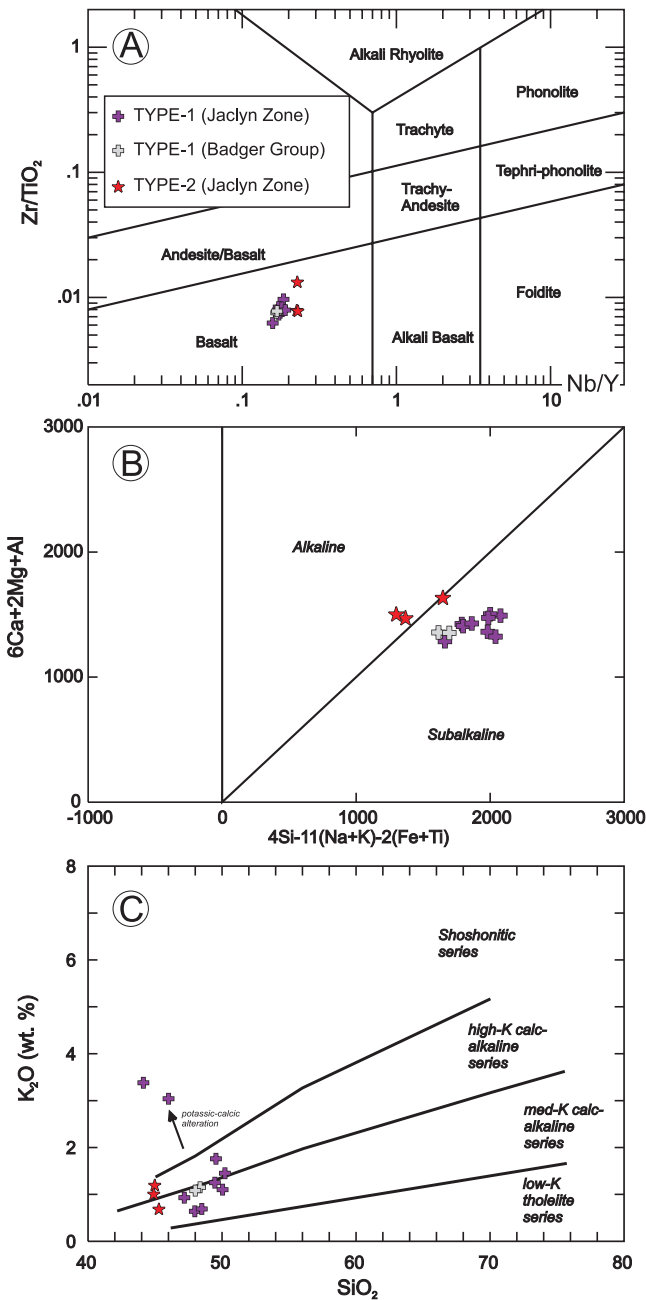 A
1
.1
.01
Zr/TiO2
Alkali Rhyolite
Phonolite
TYPE-1 (Jaclyn Zone)
TYPE-1 (Badger Group)
TYPE-2 (Jaclyn Zone)
Trachyte
Tephri-phonolite
Trachy-
Andesite
Andesite/Basalt
Foidite
Basalt
Alkali Basalt
.01
.1
1
10
Nb/Y
B
3000
2000
1000
0
6Ca+2Mg+Al
Alkaline
Subalkaline
-1000
0
1000
2000
3000
4Si-11(Na+K)-2(Fe+Ti)
C
8
6
4
2
0
K2O (wt. %)
Shoshonitic
series
high-K calc-
alkaline
series
potassic-calcic
alteration
med-K calc-
alkaline
series
low-K
tholeiite
series
40
50
60
70
80
SiO2